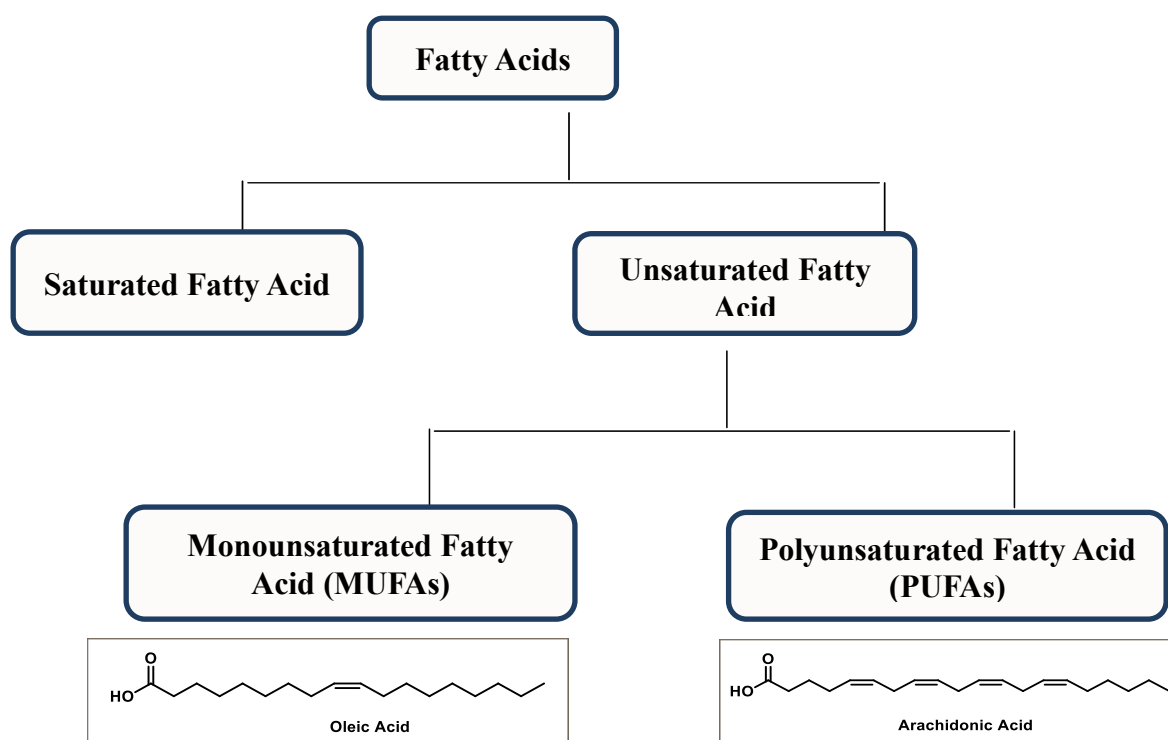 Fatty Acids
Saturated Fatty Acid
Unsaturated Fatty
Acid
Monounsaturated Fatty
Acid (MUFAs)
Polyunsaturated Fatty Acid
(PUFAs)
O
HO
Oleic Acid
O
HO
Arachidonic Acid